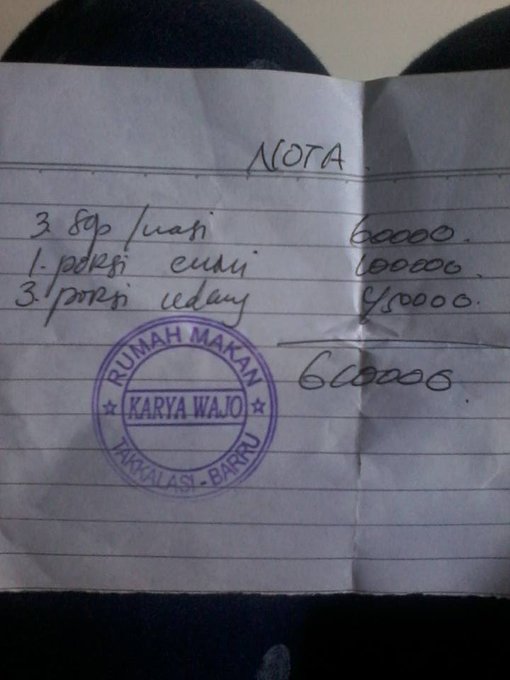 NOTA.
3. Sop /nasi 60000.
1. porsi cumi 100000.
3. porsi udang 450000.
610000.
RUMAH MAKAN
KARYA WAJO
TAKKALASI - BARRU